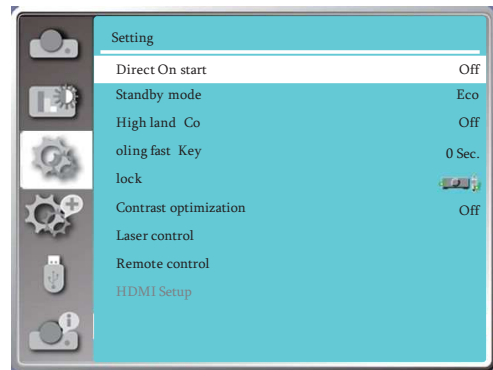 Setting
Direct On start Off
Standby mode Eco
High land Co Off
oling fast Key 0 Sec.
lock
Contrast optimization Off
Laser control
Remote control
HDMI Setup